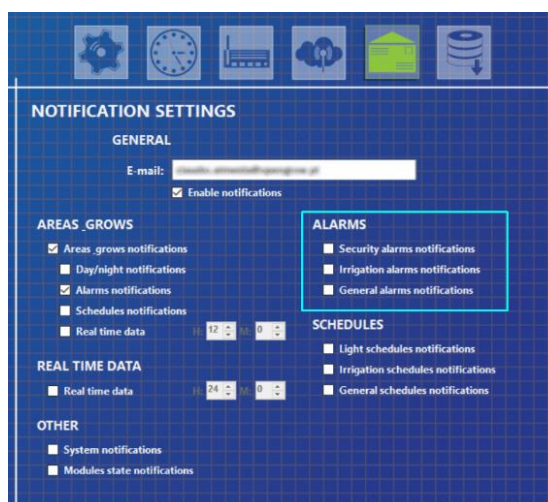 NOTIFICATION SETTINGS
GENERAL
E-mail:
Enable notifications
AREAS_GROWS
Areas_grows notifications
Day/night notifications
Alarms notifications
Schedules notifications
Real time data H: 12 M: 0
REAL TIME DATA
Real time data H: 24 M: 0
OTHER
System notifications
Modules state notifications
ALARMS
Security alarms notifications
Irrigation alarms notifications
General alarms notifications
SCHEDULES
Light schedules notifications
Irrigation schedules notifications
General schedules notifications